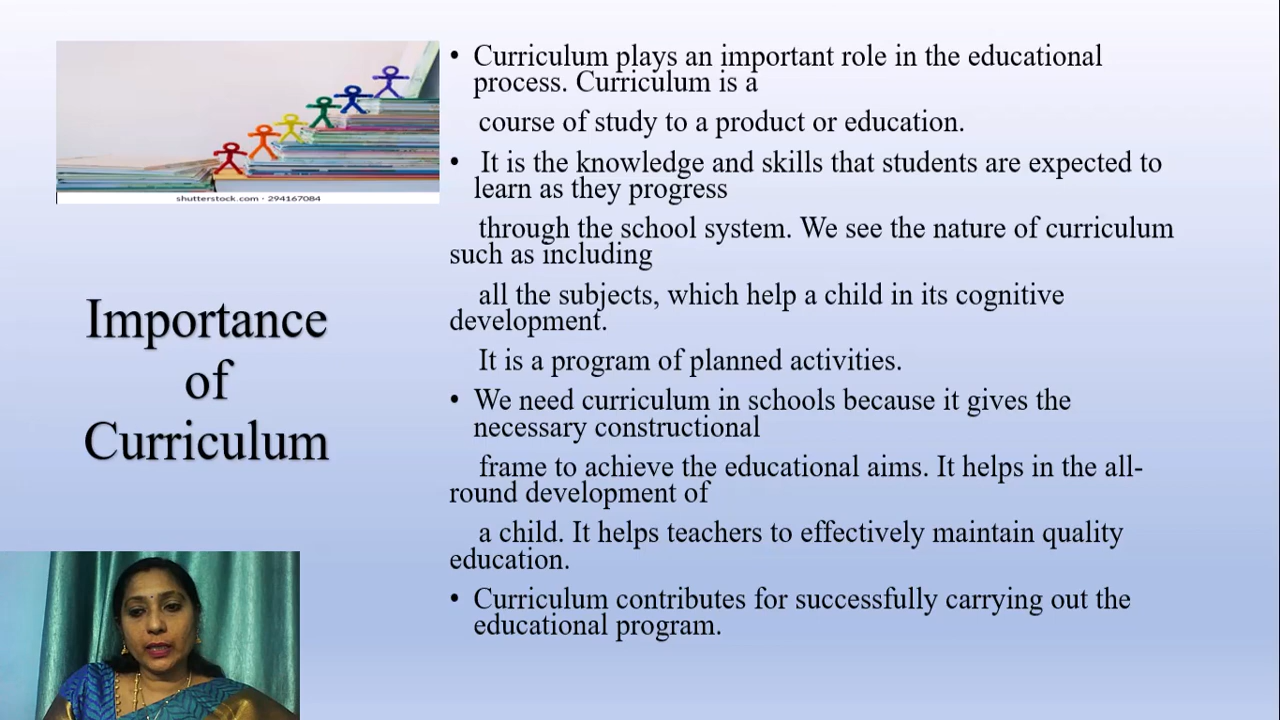 shutterstock.com · 294167084
Importance
of
Curriculum
• Curriculum plays an important role in the educational
process. Curriculum is a
course of study to a product or education.
• It is the knowledge and skills that students are expected to
learn as they progress
through the school system. We see the nature of curriculum
such as including
all the subjects, which help a child in its cognitive
development.
It is a program of planned activities.
• We need curriculum in schools because it gives the
necessary constructional
frame to achieve the educational aims. It helps in the all-
round development of
a child. It helps teachers to effectively maintain quality
education.
• Curriculum contributes for successfully carrying out the
educational program.